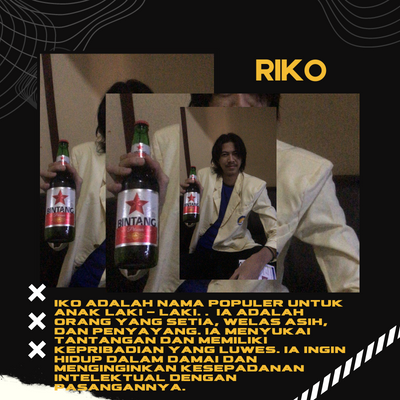 RIKO
BINTANG
BINTANG
BINTANG
IKO ADALAH NAMA POPULER UNTUK
ANAK LAKI - LAKI. . IA ADALAH
ORANG YANG SETIA, WELAS ASIH,
DAN PENYAYANG. IA MENYUKAI
TANTANGAN DAN MEMILIKI
KEPRIBADIAN YANG LUWES. IA INGIN
HIDUP DALAM DAMAI DAN
MENGINGINKAN KESEPADANAN
INTELEKTUAL DENGAN
PASANGANNYA.